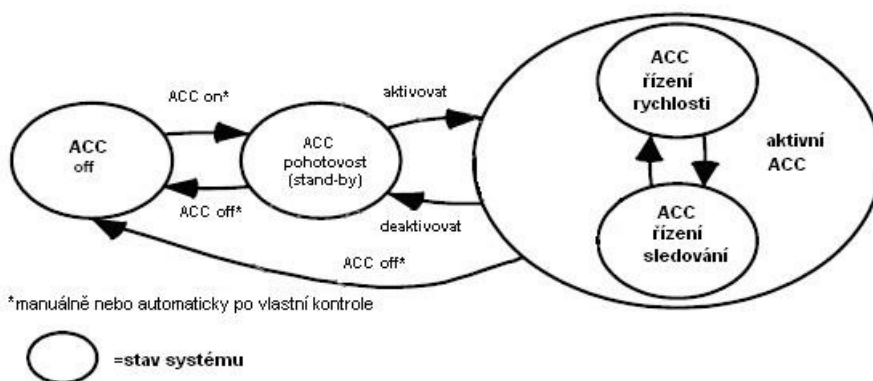 ACC
řízení
rychlosti
ACC on*
aktivovat
ACC
off
ACC
pohotovost
(stand-by)
aktivní
ACC
ACC off*
deaktivovat
ACC
řízení
sledování
ACC off*
*manuálně nebo automaticky po vlastní kontrole
=stav systému